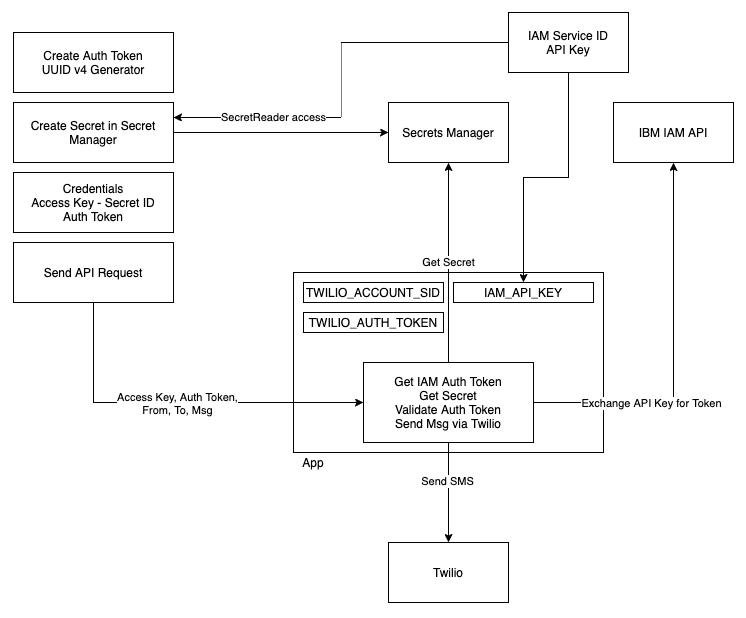 IAM Service ID
API Key
Create Auth Token
UUID v4 Generator
SecretReader access
Create Secret in Secret
Manager
Secrets Manager
IBM IAM API
Credentials
Access Key - Secret ID
Auth Token
Send API Request
Get Secret
TWILIO_ACCOUNT_SID
IAM_API_KEY
TWILIO_AUTH_TOKEN
Get IAM Auth Token
Get Secret
Validate Auth Token
Send Msg via Twilio
Access Key, Auth Token,
From, To, Msg
Exchange API Key for Token
App
Send SMS
Twilio